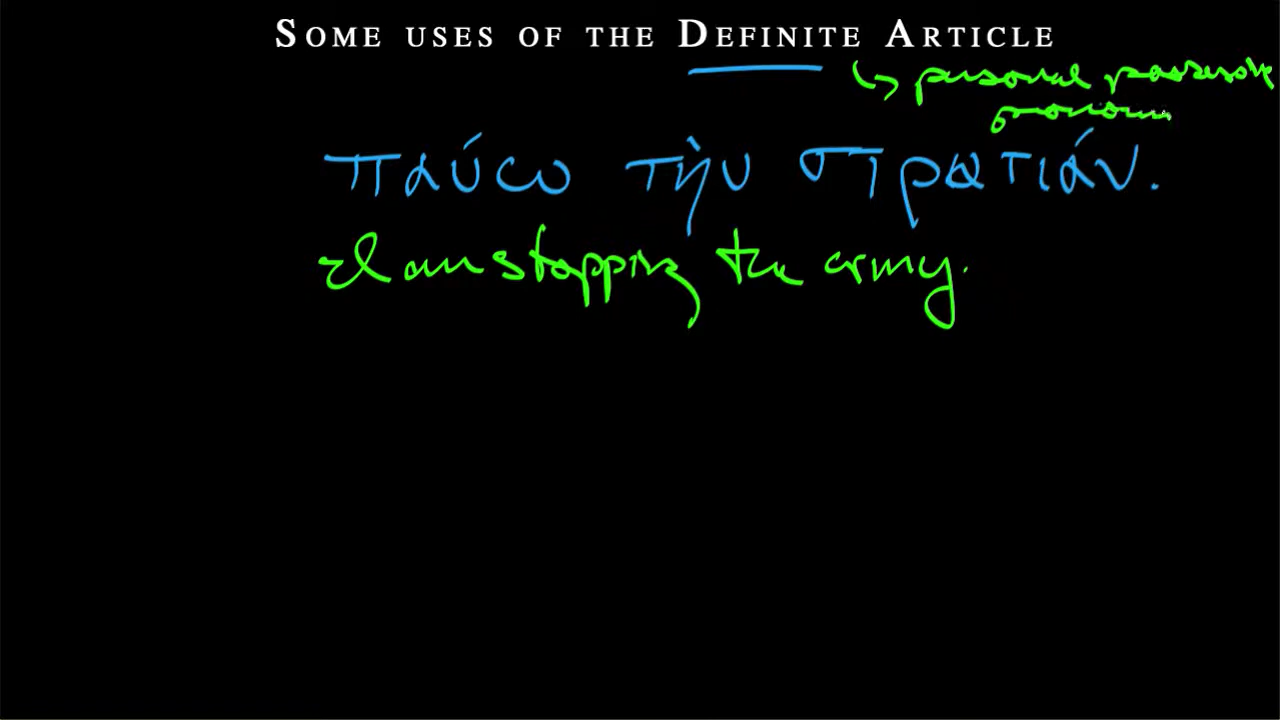 Some uses of the Definite Article
↳ personal possessive
pronoun
παύω τὴν στρατιάν.
I am stopping the army.